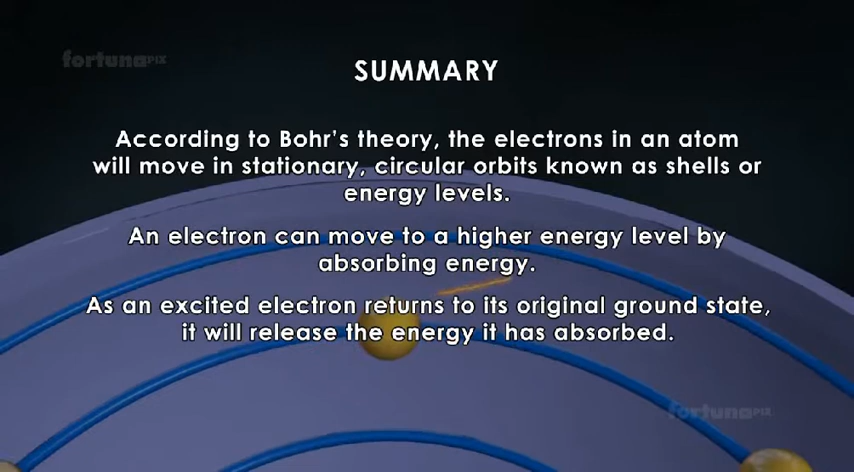 fortunaPIX
SUMMARY
According to Bohr's theory, the electrons in an atom
will move in stationary, circular orbits known as shells or
energy levels.
An electron can move to a higher energy level by
absorbing energy.
As an excited electron returns to its original ground state,
it will release the energy it has absorbed.
fortunaPIX